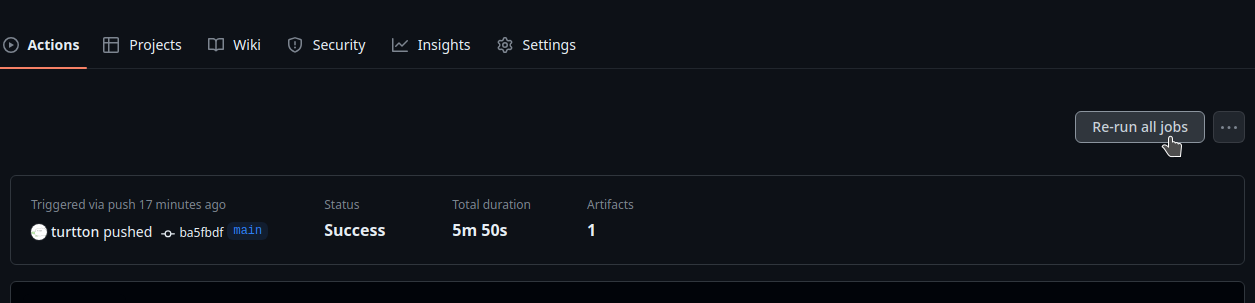 Actions Projects Wiki Security Insights Settings
Re-run all jobs ...
Triggered via push 17 minutes ago Status Total duration Artifacts
turtton pushed ba5fbdf main Success 5m 50s 1